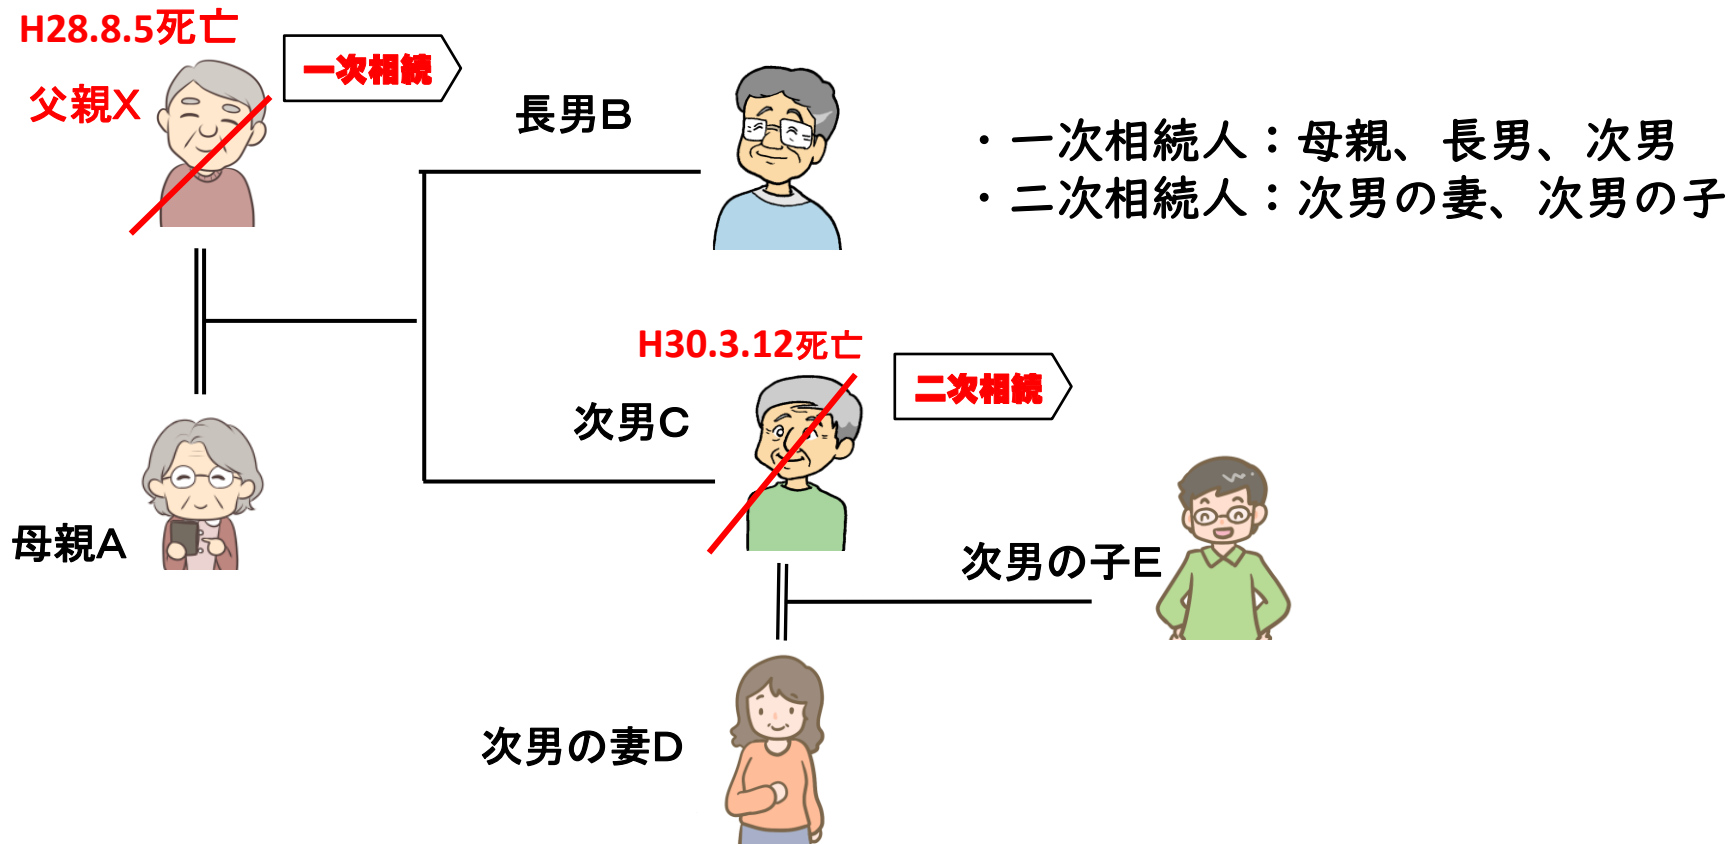 H28.8.5死亡
一次相続
父親X
長男B
・一次相続人：母親、長男、次男
・二次相続人：次男の妻、次男の子
H30.3.12死亡
二次相続
次男C
母親A
次男の子E
次男の妻D